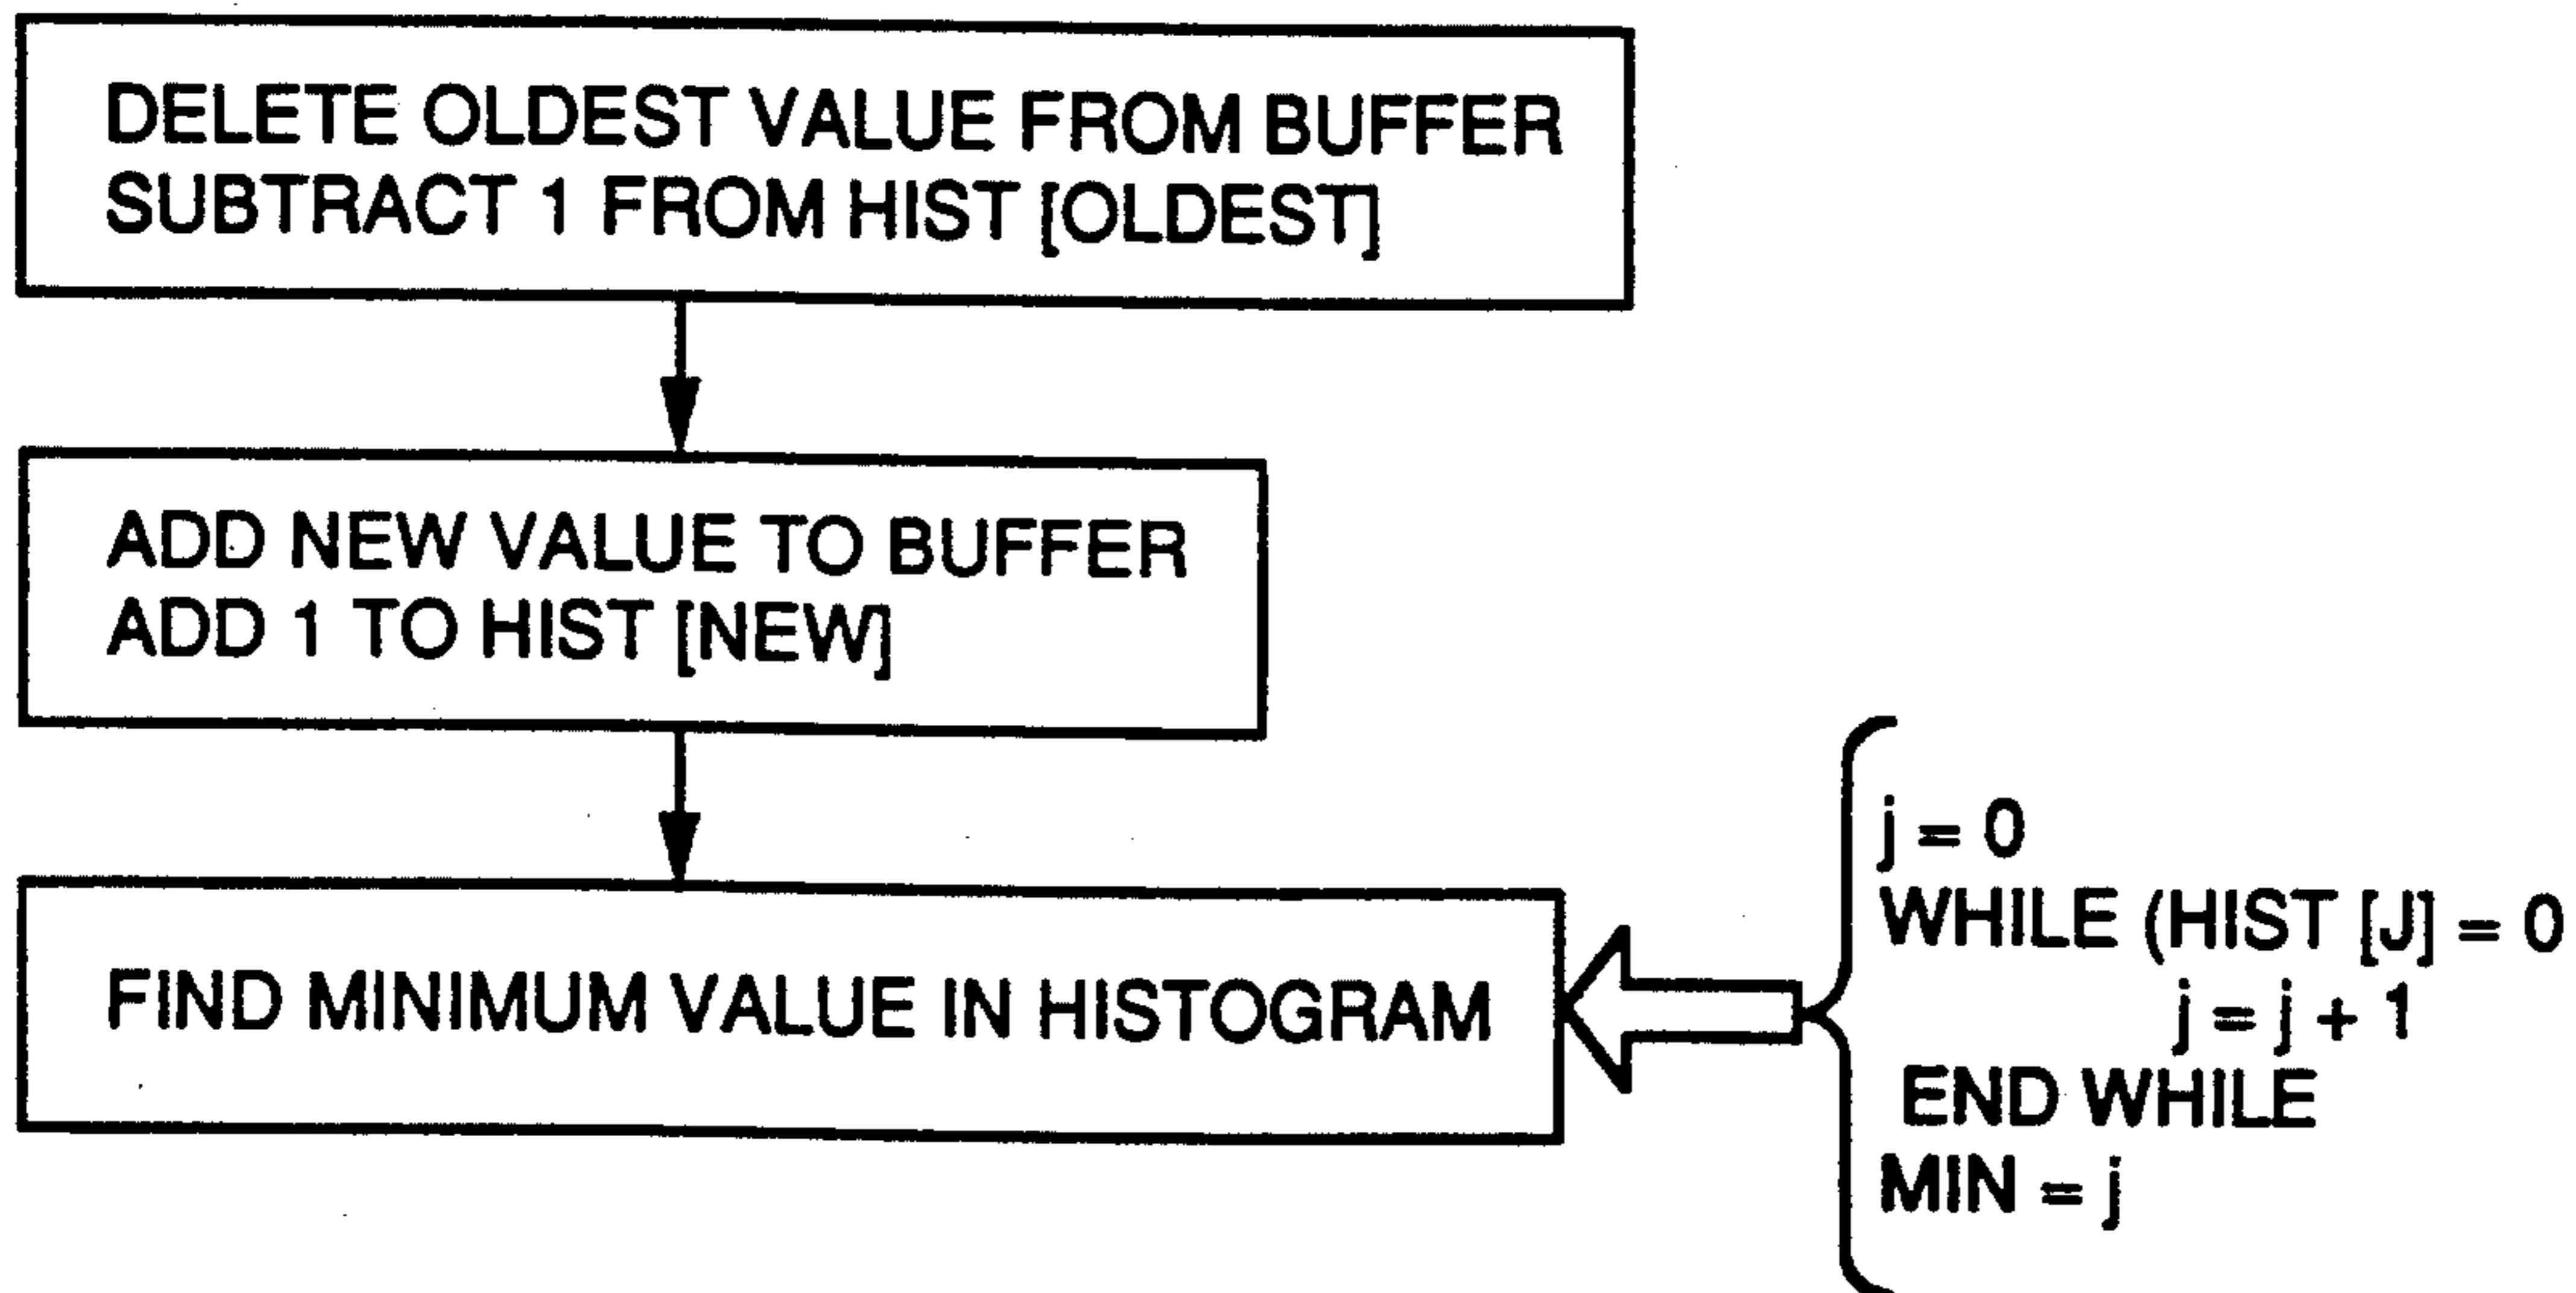 DELETE OLDEST VALUE FROM BUFFER
SUBTRACT 1 FROM HIST [OLDEST]
ADD NEW VALUE TO BUFFER
ADD 1 TO HIST [NEW]
FIND MINIMUM VALUE IN HISTOGRAM
j = 0
WHILE (HIST [J] = 0
j = j + 1
END WHILE
MIN = j